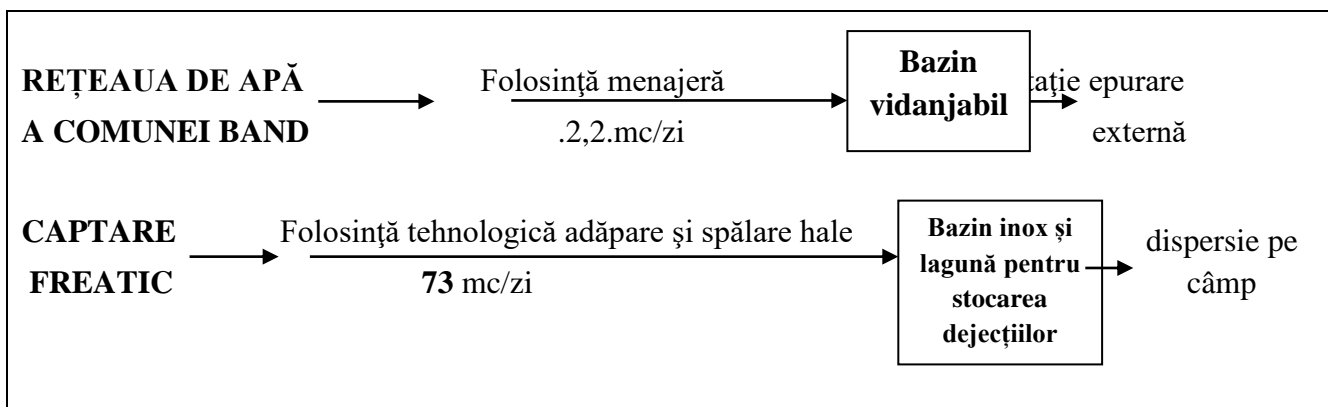 REȚEAUA DE APĂ
A COMUNEI BAND
Folosinţă menajeră
.2,2.mc/zi
Bazin
vidanjabil
taţie epurare
externă
CAPTARE
FREATIC
Folosinţă tehnologică adăpare şi spălare hale
73 mc/zi
Bazin inox și
lagună pentru
stocarea
dejecțiilor
dispersie pe
câmp